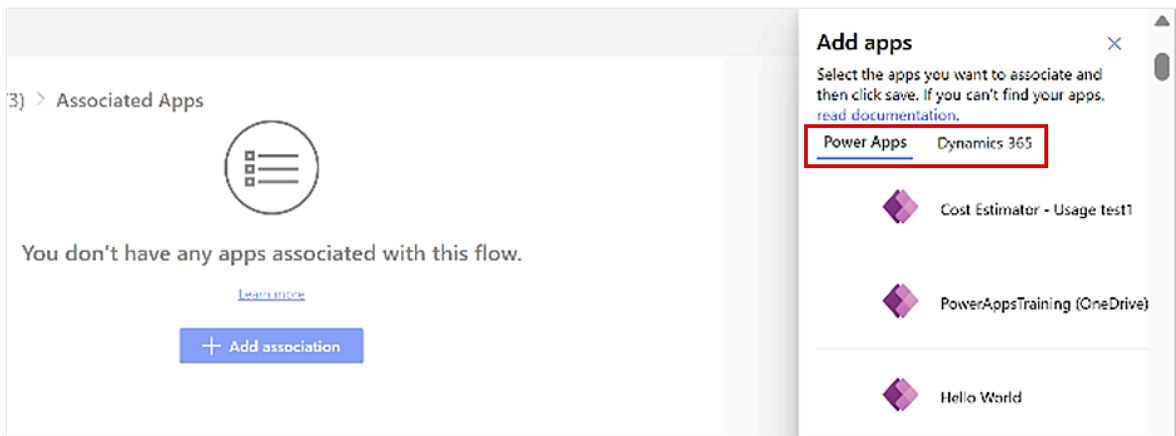 3) > Associated Apps
You don't have any apps associated with this flow.
Learn more
+ Add association
Add apps
Select the apps you want to associate and
then click save. If you can't find your apps,
read documentation.
Power Apps Dynamics 365
Cost Estimator - Usage test1
PowerAppsTraining (OneDrive)
Hello World